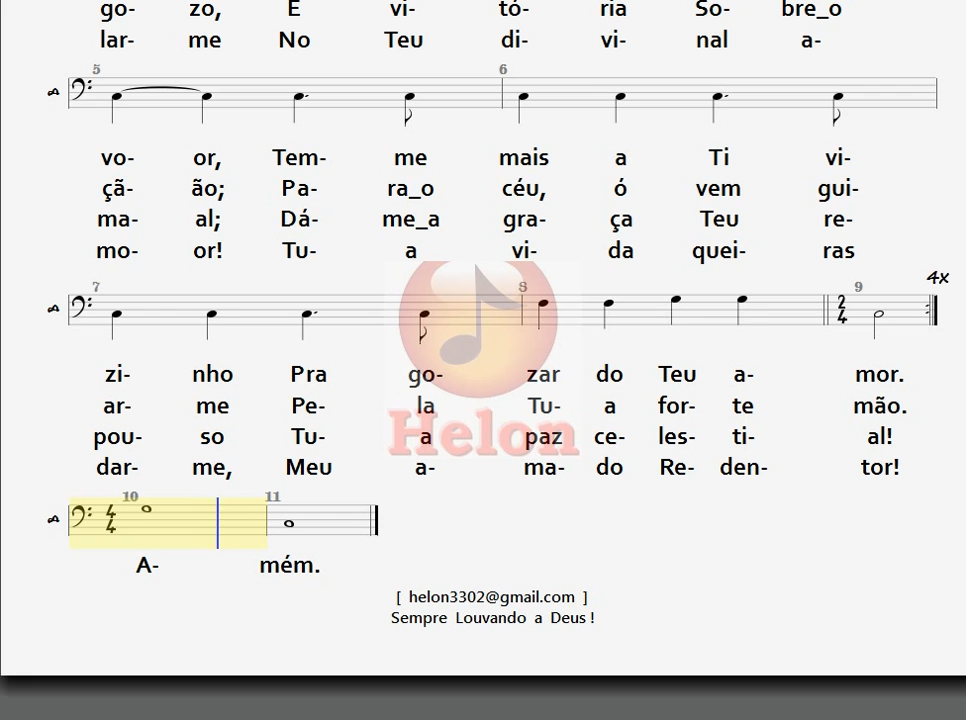 go- zo, E vi- tó- ria So- bre_o
lar- me No Teu di- vi- nal a-
5 6
vo- or, Tem- me mais a Ti vi-
çã- ão; Pa- ra_o céu, ó vem gui-
ma- al; Dá- me_a gra- ça Teu re-
mo- or! Tu- a vi- da quei- ras
4x
7 8 9
2
4
zi- nho Pra go- zar do Teu a- mor.
ar- me Pe- la Tu- a for- te mão.
pou- so Tu- a paz ce- les- ti- al!
dar- me, Meu a- ma- do Re- den- tor!
Helon
10 11
4
4
A- mém.
[ helon3302@gmail.com ]
Sempre Louvando a Deus !